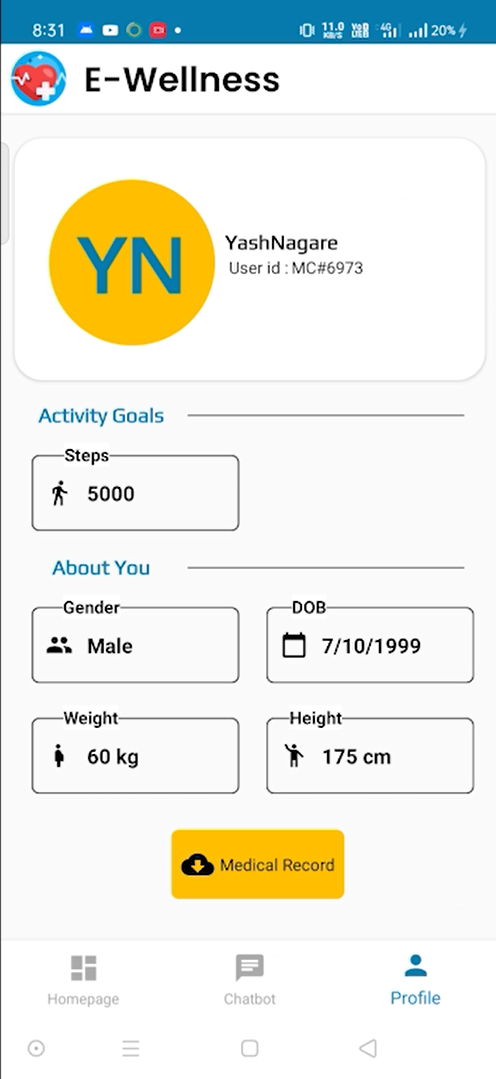 8:31 11.0 KB/S Vo5G LTE 4G 20%
E-Wellness
YN
YashNagare
User id : MC#6973
Activity Goals
Steps
5000
About You
Gender DOB
Male 7/10/1999
Weight Height
60 kg 175 cm
Medical Record
Homepage Chatbot Profile